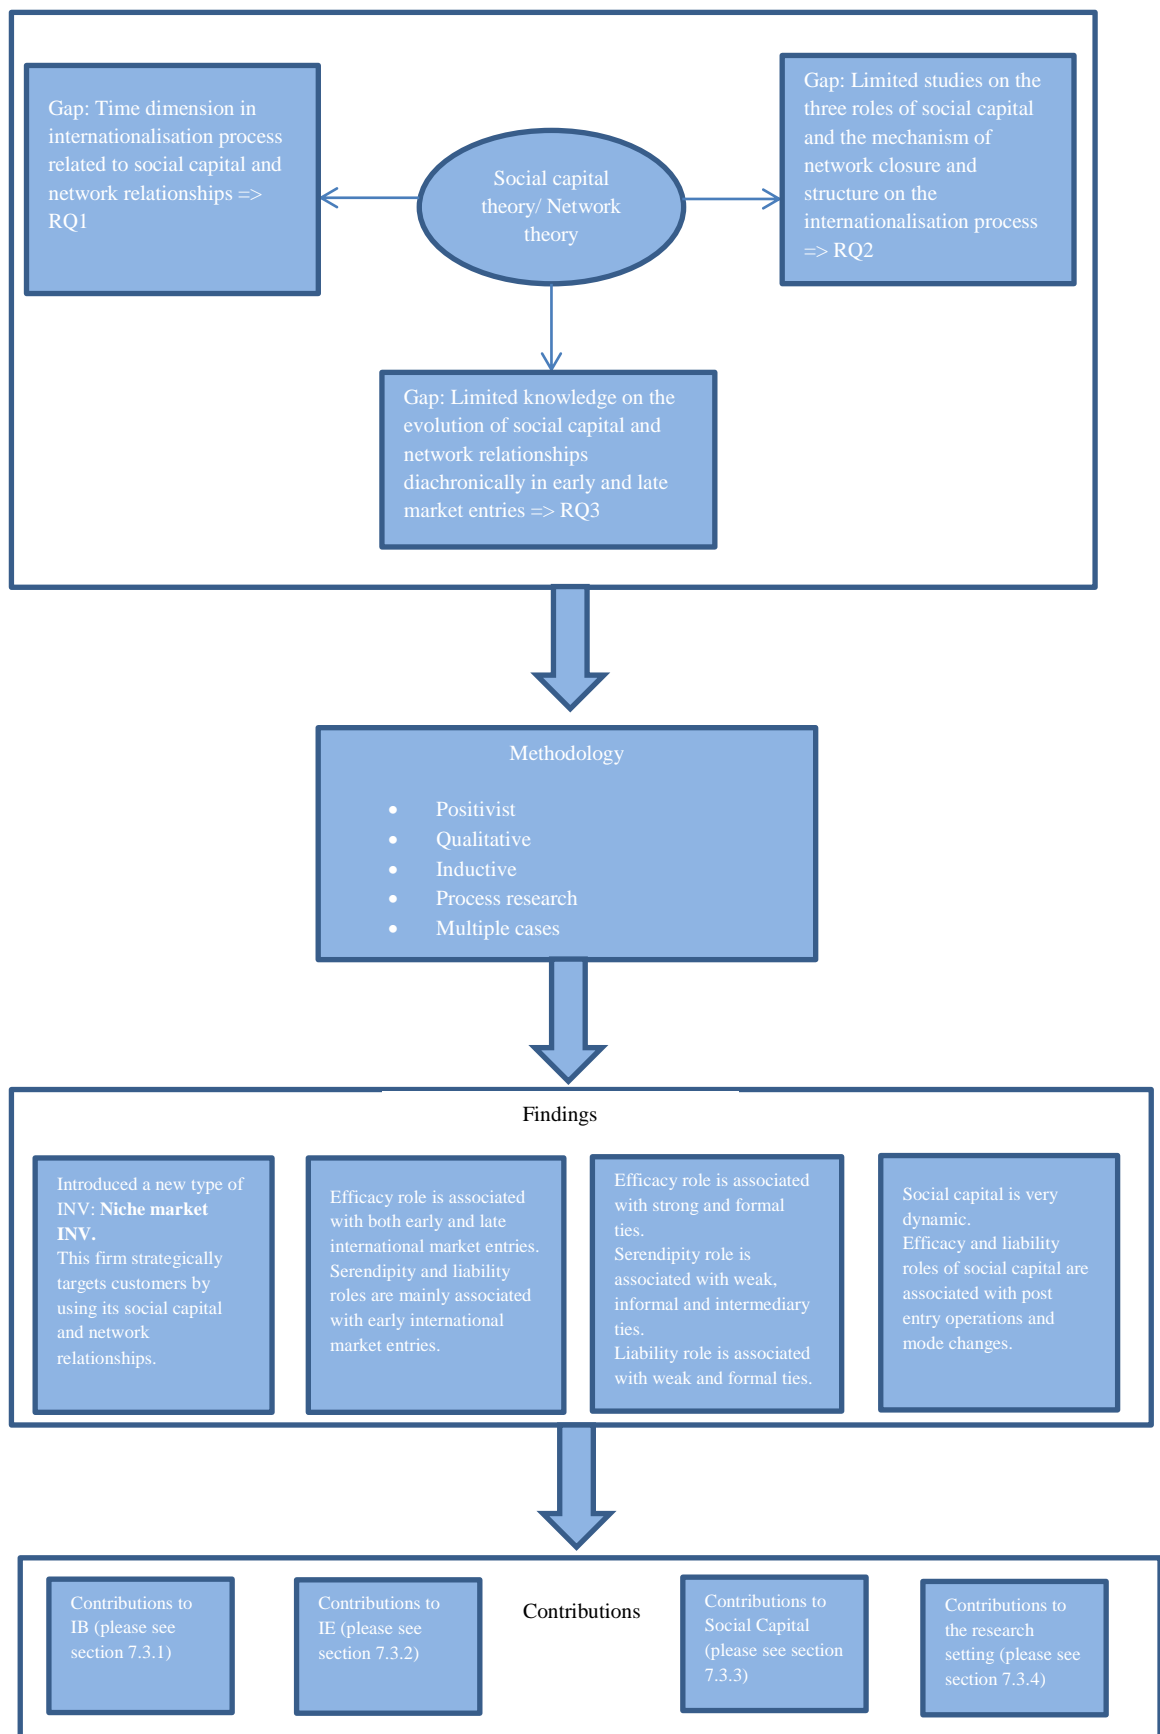 Gap: Time dimension in
internationalisation process
related to social capital and
network relationships =>
RQ1
Social capital
theory/ Network
theory
Gap: Limited studies on the
three roles of social capital
and the mechanism of
network closure and
structure on the
internationalisation process
=> RQ2
Gap: Limited knowledge on the
evolution of social capital and
network relationships
diachronically in early and late
market entries => RQ3
Methodology
• Positivist
• Qualitative
• Inductive
• Process research
• Multiple cases
Findings
Introduced a new type of
INV: Niche market
INV.
This firm strategically
targets customers by
using its social capital
and network
relationships.
Efficacy role is associated
with both early and late
international market entries.
Serendipity and liability
roles are mainly associated
with early international
market entries.
Efficacy role is associated
with strong and formal
ties.
Serendipity role is
associated with weak,
informal and intermediary
ties.
Liability role is associated
with weak and formal ties.
Social capital is very
dynamic.
Efficacy and liability
roles of social capital are
associated with post
entry operations and
mode changes.
Contributions to
IB (please see
section 7.3.1)
Contributions to
IE (please see
section 7.3.2)
Contributions
Contributions to
Social Capital
(please see section
7.3.3)
Contributions to
the research
setting (please see
section 7.3.4)